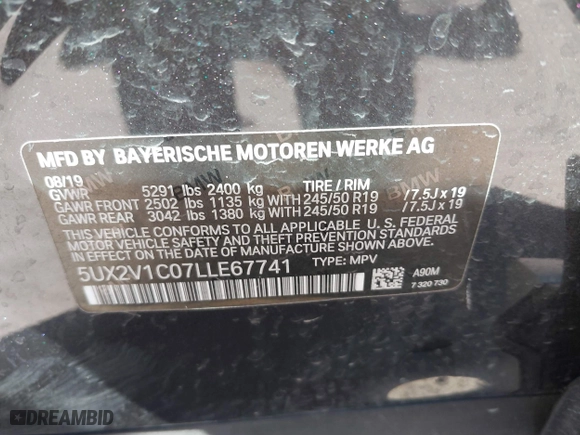 MFD BY BAYERISCHE MOTOREN WERKE AG
08/19
GVWR 5291 lbs 2400 kg TIRE / RIM
GAWR FRONT 2502 lbs 1135 kg WITH 245/50 R19 /7.5J x 19
GAWR REAR 3042 lbs 1380 kg WITH 245/50 R19 /7.5J x 19
THIS VEHICLE CONFORMS TO ALL APPLICABLE U. S. FEDERAL
MOTOR VEHICLE SAFETY, BUMPER, AND THEFT PREVENTION
STANDARDS IN EFFECT ON THE DATE OF MANUFACTURE
SHOWN ABOVE.
5UX2V1C07LLE67741 TYPE: MPV
A90M
7 320 730
DREAMBID